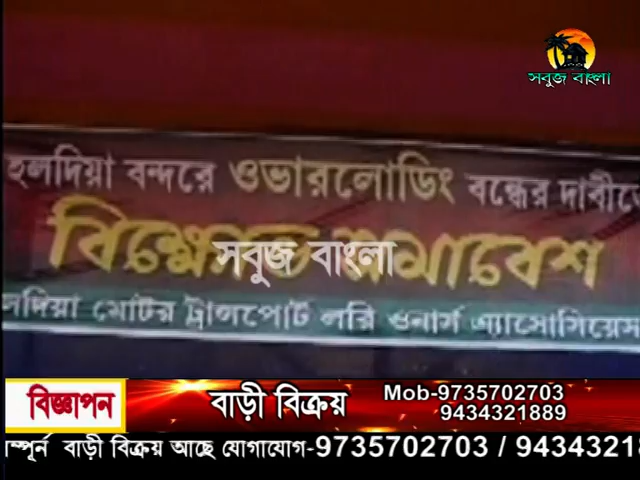 সবুজ বাংলা
হলদিয়া বন্দরে ওভারলোডিং বন্ধের দাবীতে
বিক্ষোভ সমাবেশ
সবুজ বাংলা
মোটর ট্রান্সপোর্ট লরি ওনার্স
বিজ্ঞাপন
বাড়ী বিক্রয়
Mob-9735702703
9434321889
বাড়ী বিক্রয় আছে যোগাযোগ-9735702703 /